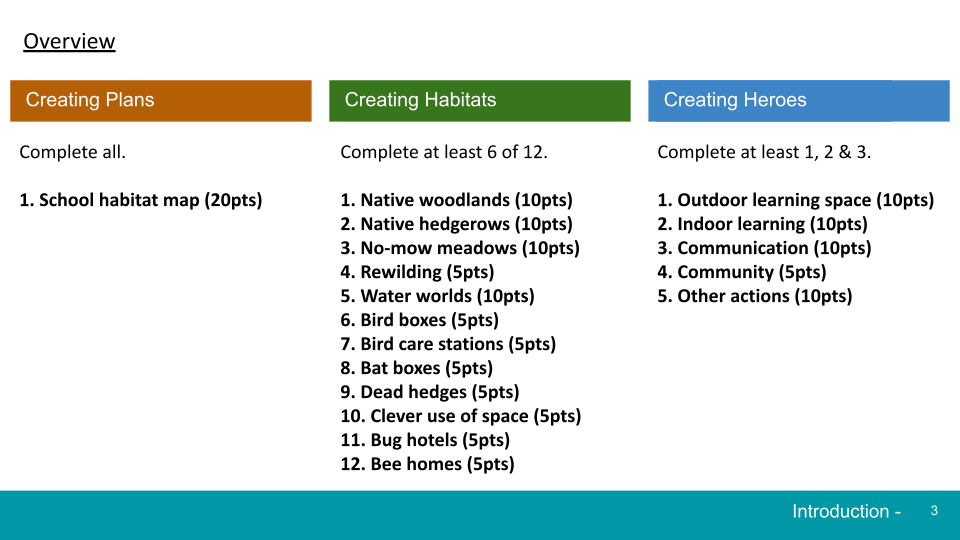 Overview
Creating Plans
Complete all.
1. School habitat map (20pts)
Creating Habitats
Complete at least 6 of 12.
1. Native woodlands (10pts)
2. Native hedgerows (10pts)
3. No-mow meadows (10pts)
4. Rewilding (5pts)
5. Water worlds (10pts)
6. Bird boxes (5pts)
7. Bird care stations (5pts)
8. Bat boxes (5pts)
9. Dead hedges (5pts)
10. Clever use of space (5pts)
11. Bug hotels (5pts)
12. Bee homes (5pts)
Creating Heroes
Complete at least 1, 2 & 3.
1. Outdoor learning space (10pts)
2. Indoor learning (10pts)
3. Communication (10pts)
4. Community (5pts)
5. Other actions (10pts)
Introduction - 3